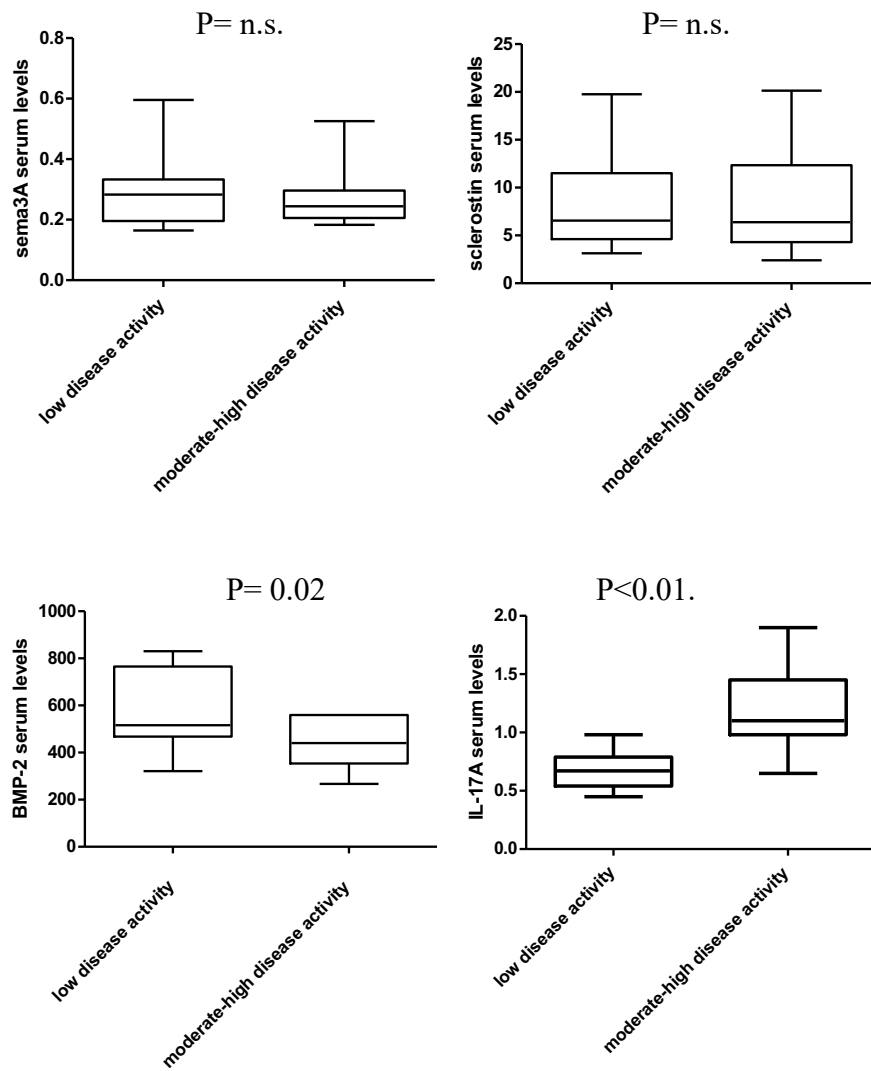 P= n.s.
sema3A serum levels
0.8
0.6
0.4
0.2
0.0
low disease activity
moderate-high disease activity
P= n.s.
sclerostin serum levels
25
20
15
10
5
0
low disease activity
moderate-high disease activity
P= 0.02
BMP-2 serum levels
1000
800
600
400
200
0
low disease activity
moderate-high disease activity
P<0.01.
IL-17A serum levels
2.0
1.5
1.0
0.5
0.0
low disease activity
moderate-high disease activity